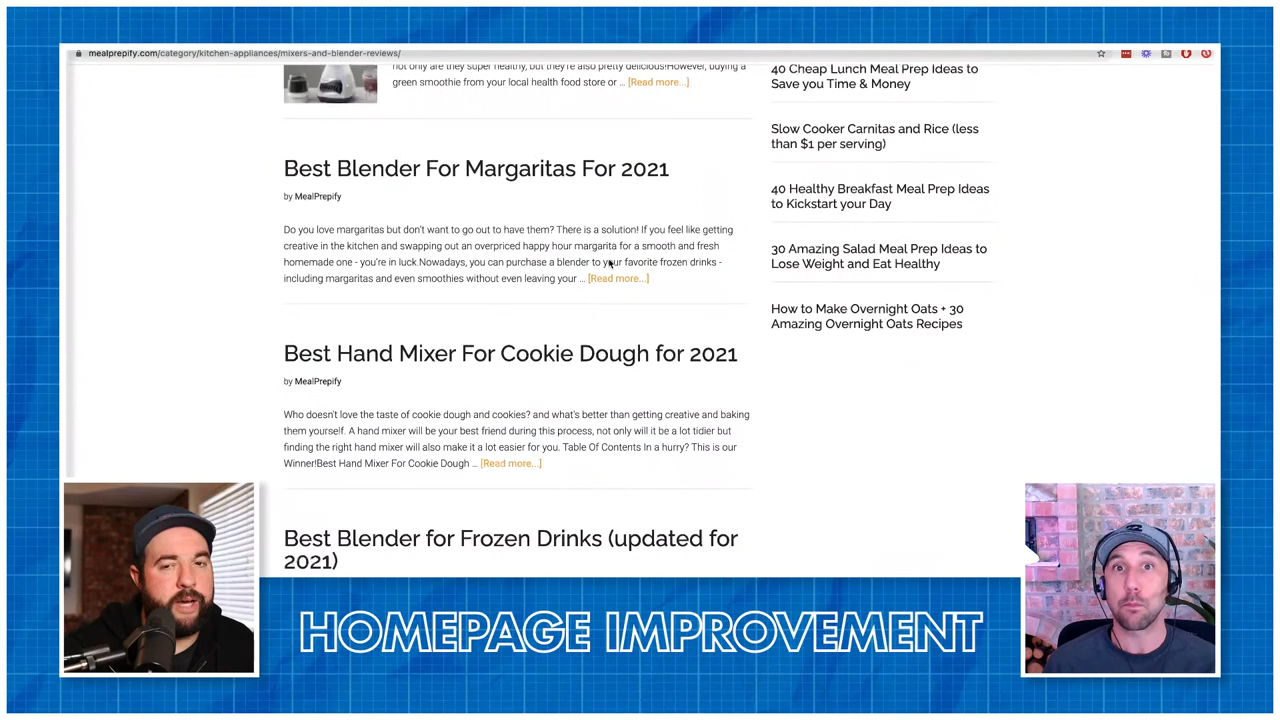 mealprepify.com/category/kitchen-appliances/mixers-and-blender-reviews/
not only are they super healthy, but they're also pretty delicious!However, buying a
green smoothie from your local health food store or ... [Read more...]
Best Blender For Margaritas For 2021
by MealPrepify
Do you love margaritas but don't want to go out to have them? There is a solution! If you feel like getting
creative in the kitchen and swapping out an overpriced happy hour margarita for a smooth and fresh
homemade one - you're in luck.Nowadays, you can purchase a blender to your favorite frozen drinks -
including margaritas and even smoothies without even leaving your ... [Read more...]
Best Hand Mixer For Cookie Dough for 2021
by MealPrepify
Who doesn't love the taste of cookie dough and cookies? and what's better than getting creative and baking
them yourself. A hand mixer will be your best friend during this process, not only will it be a lot tidier but
finding the right hand mixer will also make it a lot easier for you. Table Of Contents In a hurry? This is our
Winner!Best Hand Mixer For Cookie Dough ... [Read more...]
Best Blender for Frozen Drinks (updated for
2021)
40 Cheap Lunch Meal Prep Ideas to
Save you Time & Money
Slow Cooker Carnitas and Rice (less
than $1 per serving)
40 Healthy Breakfast Meal Prep Ideas
to Kickstart your Day
30 Amazing Salad Meal Prep Ideas to
Lose Weight and Eat Healthy
How to Make Overnight Oats + 30
Amazing Overnight Oats Recipes
HOMEPAGE IMPROVEMENT